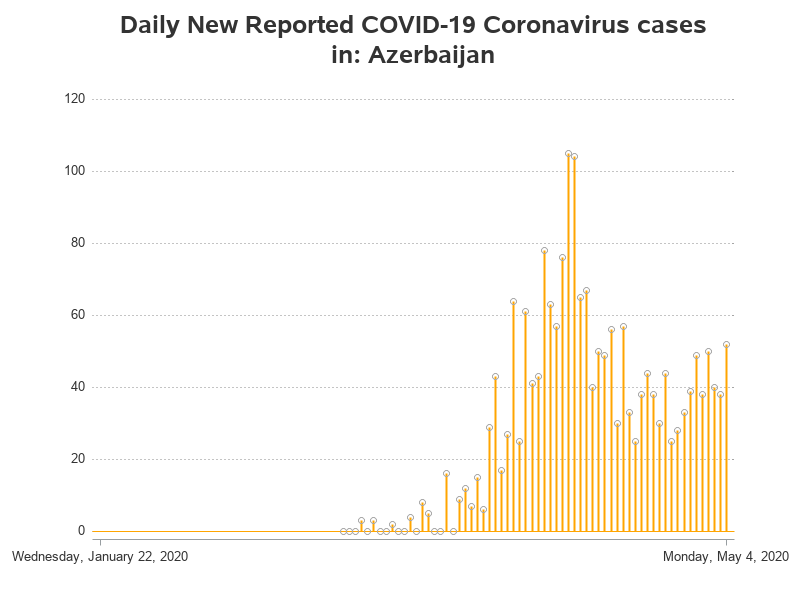 Daily New Reported COVID-19 Coronavirus cases
in: Azerbaijan
120
100
80
60
40
20
0
Wednesday, January 22, 2020
Monday, May 4, 2020